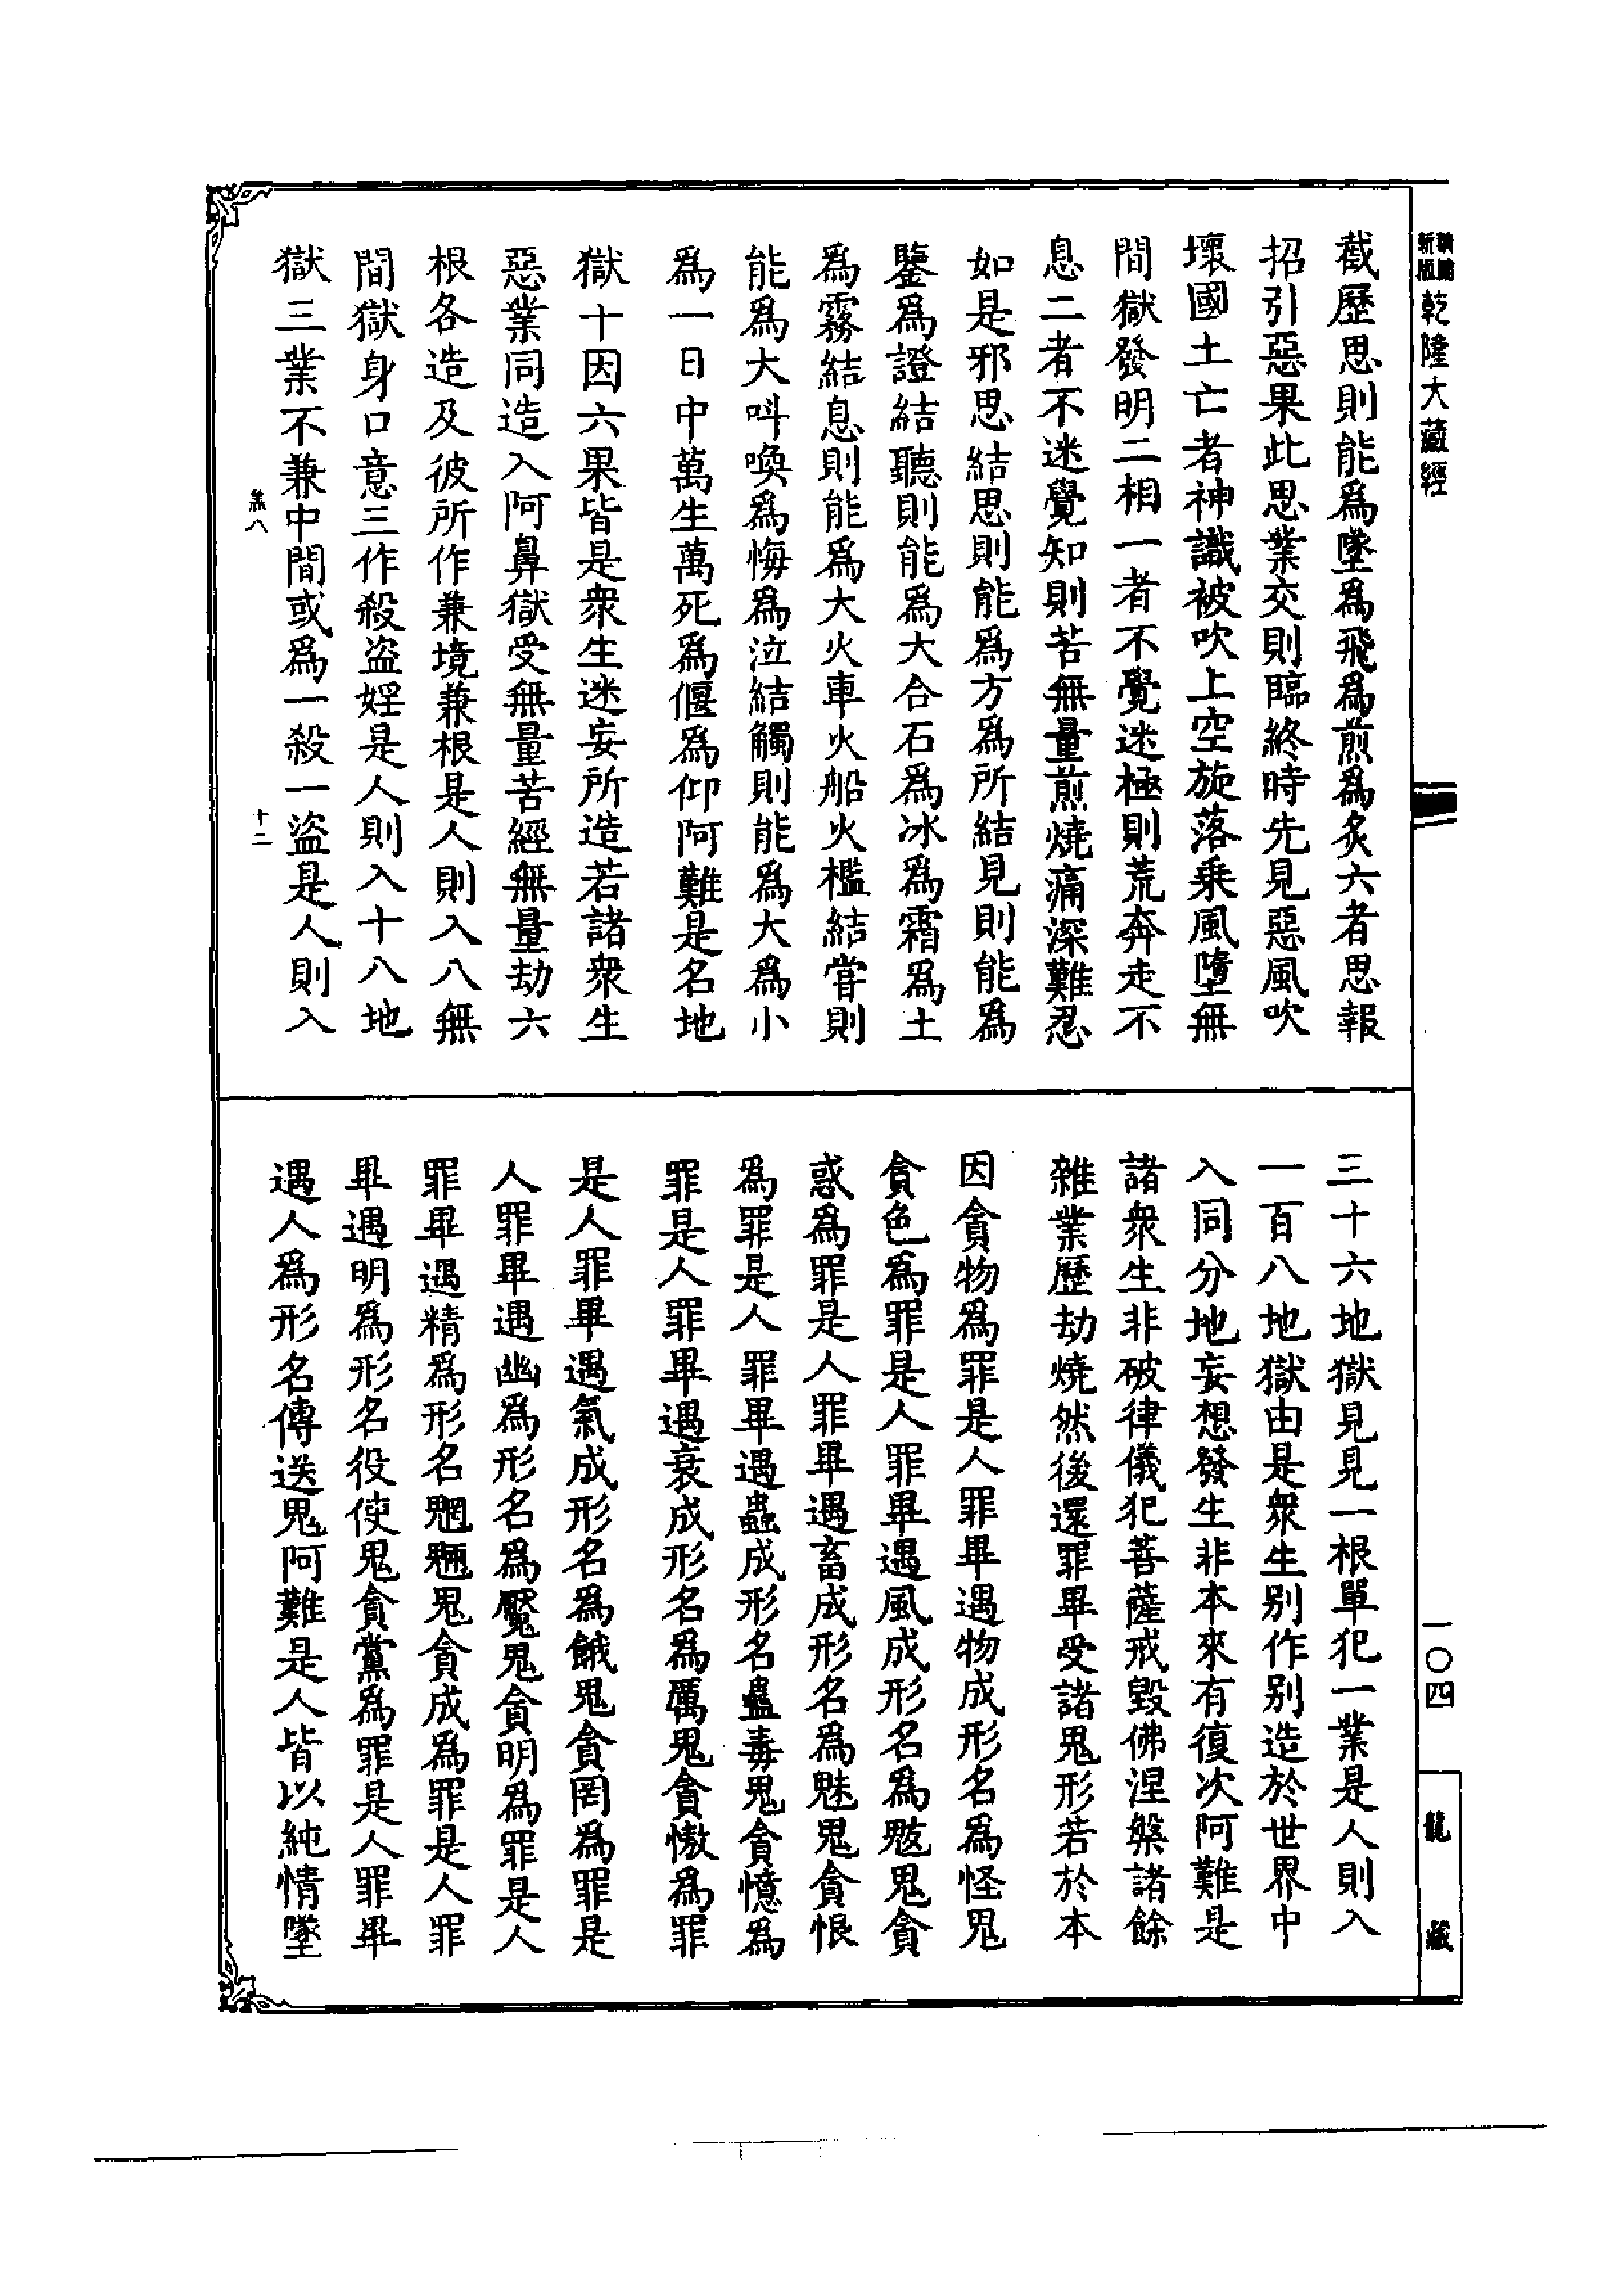 乾隆大藏經
一〇四
龍藏
截歷思則能爲墜爲飛爲煎爲炙六者思報
招引惡果此思業交則臨終時先見惡風吹
壞國土亡者神識被吹上空旋落乘風墮無
間獄發明二相一者不覺迷極則荒奔走不
息二者不迷覺知則苦無量煎燒痛深難忍
如是邪思結思則能爲方爲所結見則能爲
鑒爲證結聽則能爲大合石爲冰爲霜爲土
爲霧結息則能爲大火車火船火檻結嘗則
能爲大呌喚爲悔爲泣結觸則能爲大爲小
爲一日中萬生萬死爲偃爲仰阿難是名地
獄十因六果皆是衆生迷妄所造若諸衆生
惡業同造入阿鼻獄受無量苦經無量劫六
根各造及彼所作兼境兼根是人則入八無
間獄身口意三作殺盜婬是人則入十八地
獄三業不兼中間或爲一殺一盜是人則入
十二
三十六地獄見見一根單犯一業是人則入
一百八地獄由是衆生别作别造於世界中
入同分地妄想發生非本來有復次阿難是
諸衆生非破律儀犯菩薩戒毀佛涅槃諸餘
雜業歷劫燒然後還罪畢受諸鬼形若於本
因貪物爲罪是人罪畢遇物成形名爲怪鬼
貪色爲罪是人罪畢遇風成形名爲魃鬼貪
惑爲罪是人罪畢遇畜成形名爲魅鬼貪恨
爲罪是人罪畢遇蟲成形名蠱毒鬼貪憶爲
罪是人罪畢遇衰成形名爲厲鬼貪慠爲罪
是人罪畢遇氣成形名爲餓鬼貪罔爲罪是
人罪畢遇幽爲形名爲魘鬼貪明爲罪是人
罪畢遇精爲形名魍魎鬼貪成爲罪是人罪
畢遇明爲形名役使鬼貪黨爲罪是人罪畢
遇人爲形名傳送鬼阿難是人皆以純情墜